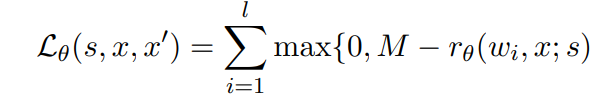 $\mathcal{L}_\theta(s, x, x') = \sum_{i=1}^{l} \max\{0, M - r_\theta(w_i, x; s)$